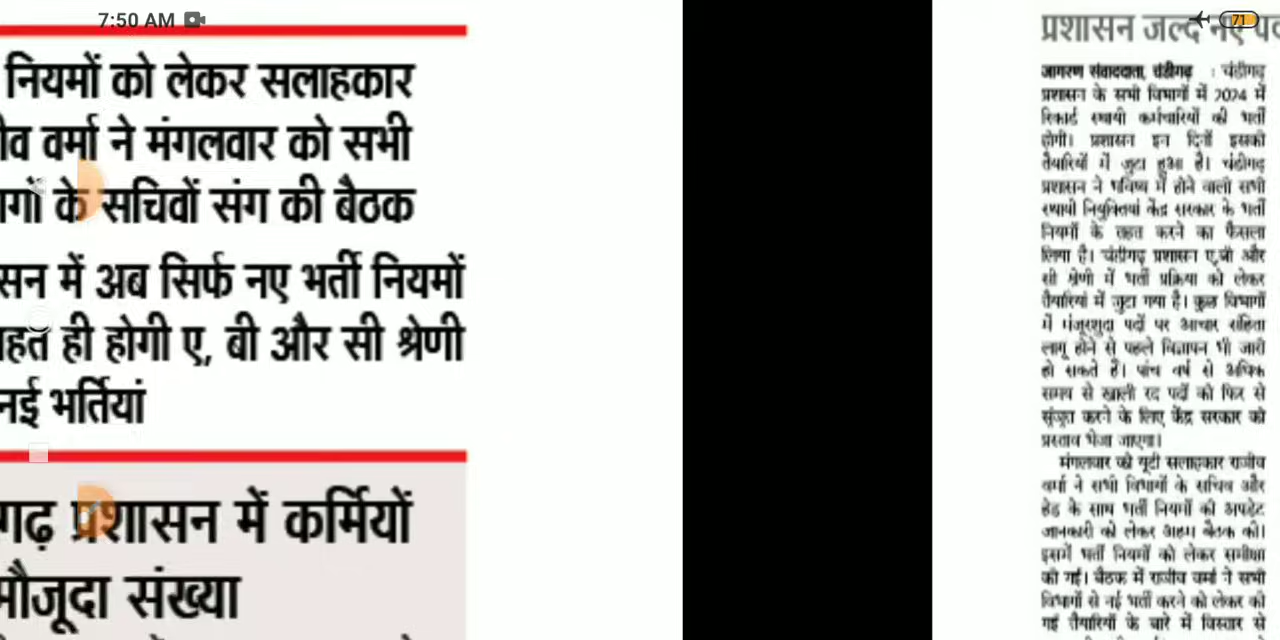 7:50 AM
71
नियमों को लेकर सलाहकार
व वर्मा ने मंगलवार को सभी
गों के सचिवों संग की बैठक
सन में अब सिर्फ नए भर्ती नियमों
हत ही होगी ए, बी और सी श्रेणी
नई भर्तियां
गढ़ प्रशासन में कर्मियों
मौजूदा संख्या
प्रशासन जल्द नए पद
जागरण संवाददाता, चंडीगढ़ : चंडीगढ़
प्रशासन के सभी विभागों में 2024 में
रिकार्ड स्थायी कर्मचारियों की भर्ती
होगी। प्रशासन इन दिनों इसकी
तैयारियों में जुटा हुआ है। चंडीगढ़
प्रशासन ने भविष्य में होने वाली सभी
स्थायी नियुक्तियां केंद्र सरकार के भर्ती
नियमों के तहत करने का फैसला
लिया है। चंडीगढ़ प्रशासन ए,बी और
सी श्रेणी में भर्ती प्रक्रिया को लेकर
तैयारियां में जुटा गया है। कुछ विभागों
में मंजूरशुदा पदों पर आचार संहिता
लागू होने से पहले विज्ञापन भी जारी
हो सकते हैं। पांच वर्ष से अधिक
समय से खाली रद पदों को फिर से
करने के लिए केंद्र सरकार को
प्रस्ताव भेजा जाएगा।
मंगलवार को यूटी सलाहकार राजीव
वर्मा ने सभी विभागों के सचिव और
हेड के साथ भर्ती नियमों की अपडेट
जानकारी को लेकर अहम बैठक की।
इसमें भर्ती नियमों को लेकर समीक्षा
की गई। बैठक में राजीव वर्मा ने सभी
विभागों से नई भर्ती करने को लेकर की
गई तैयारियों के बारे में विस्तार से